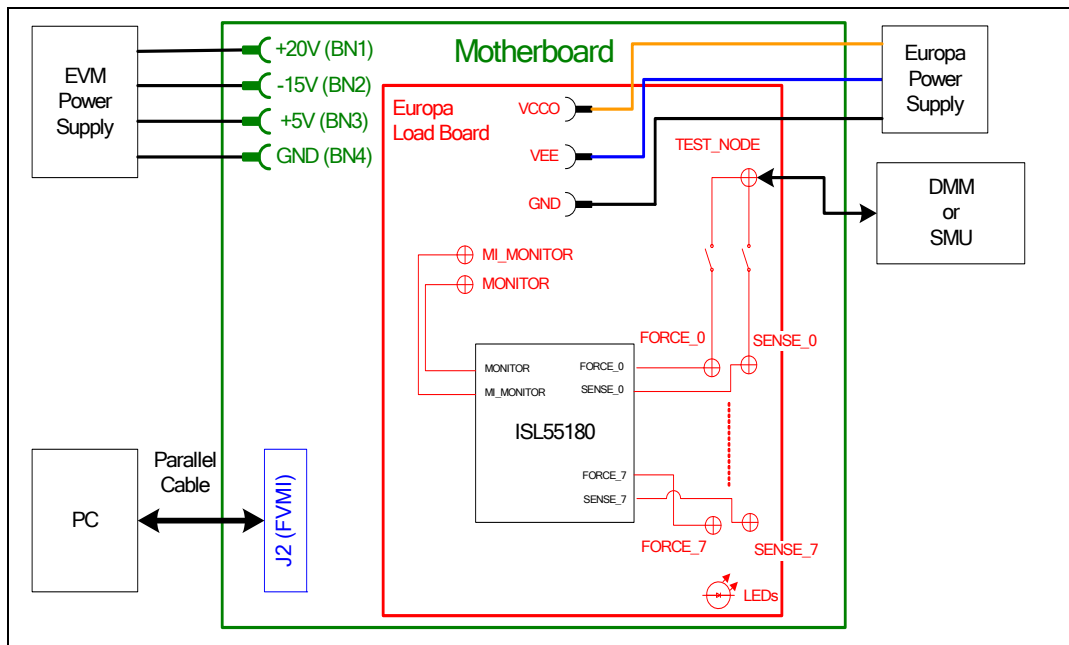 EVM
Power
Supply
+20V (BN1)
-15V (BN2)
+5V (BN3)
GND (BN4)
Motherboard
Europa
Load Board
VCCO
VEE
GND
TEST_NODE
Europa
Power
Supply
DMM
or
SMU
MI_MONITOR
MONITOR
FORCE_0
SENSE_0
MONITOR
MI_MONITOR
FORCE_0
SENSE_0
ISL55180
FORCE_7
SENSE_7
FORCE_7
SENSE_7
LEDs
PC
Parallel
Cable
J2 (FVMI)